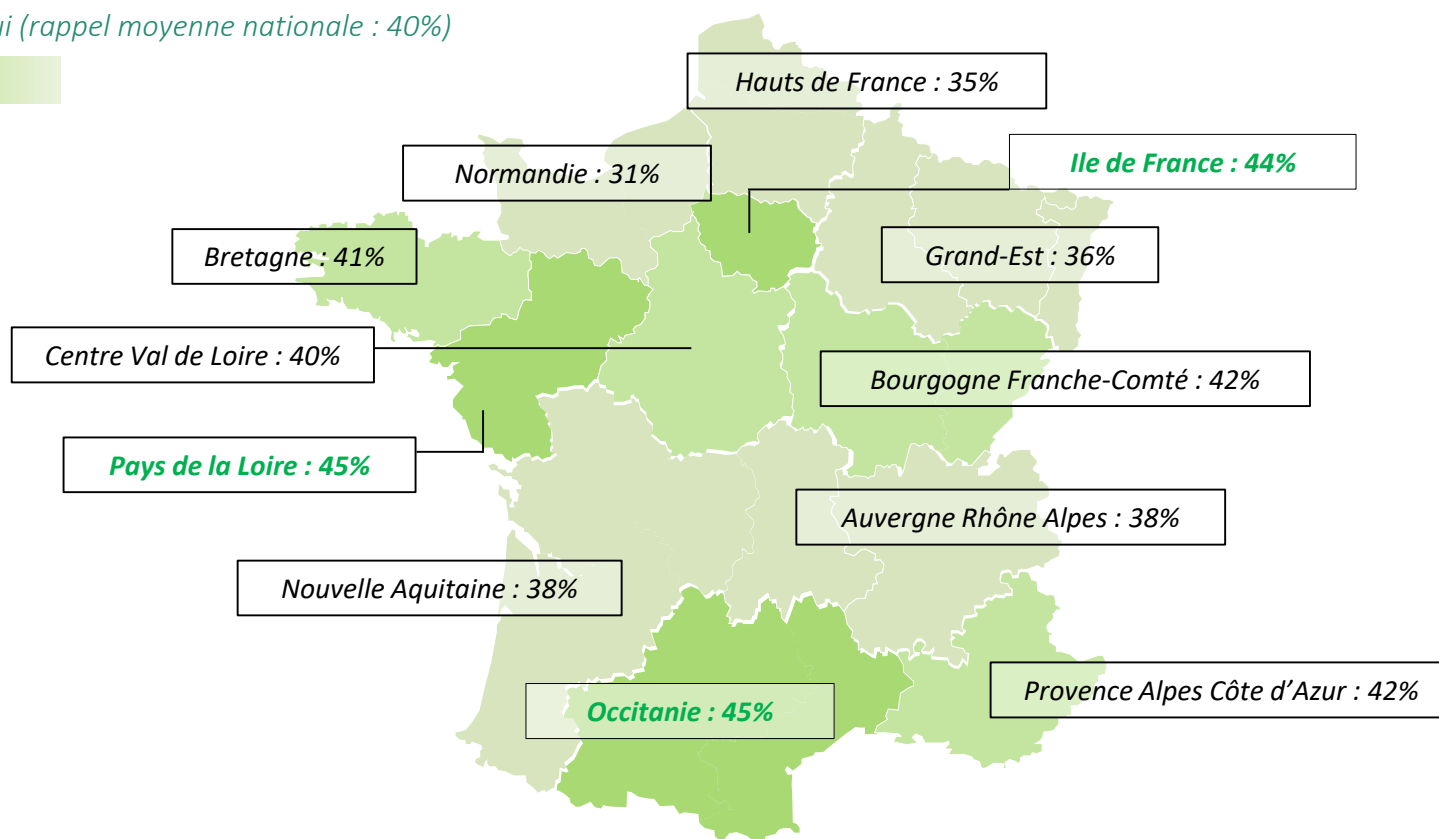 ui (rappel moyenne nationale : 40%)
Hauts de France : 35%
Normandie : 31%
Ile de France : 44%
Bretagne : 41%
Grand-Est : 36%
Centre Val de Loire : 40%
Bourgogne Franche-Comté : 42%
Pays de la Loire : 45%
Auvergne Rhône Alpes : 38%
Nouvelle Aquitaine : 38%
Provence Alpes Côte d’Azur : 42%
Occitanie : 45%